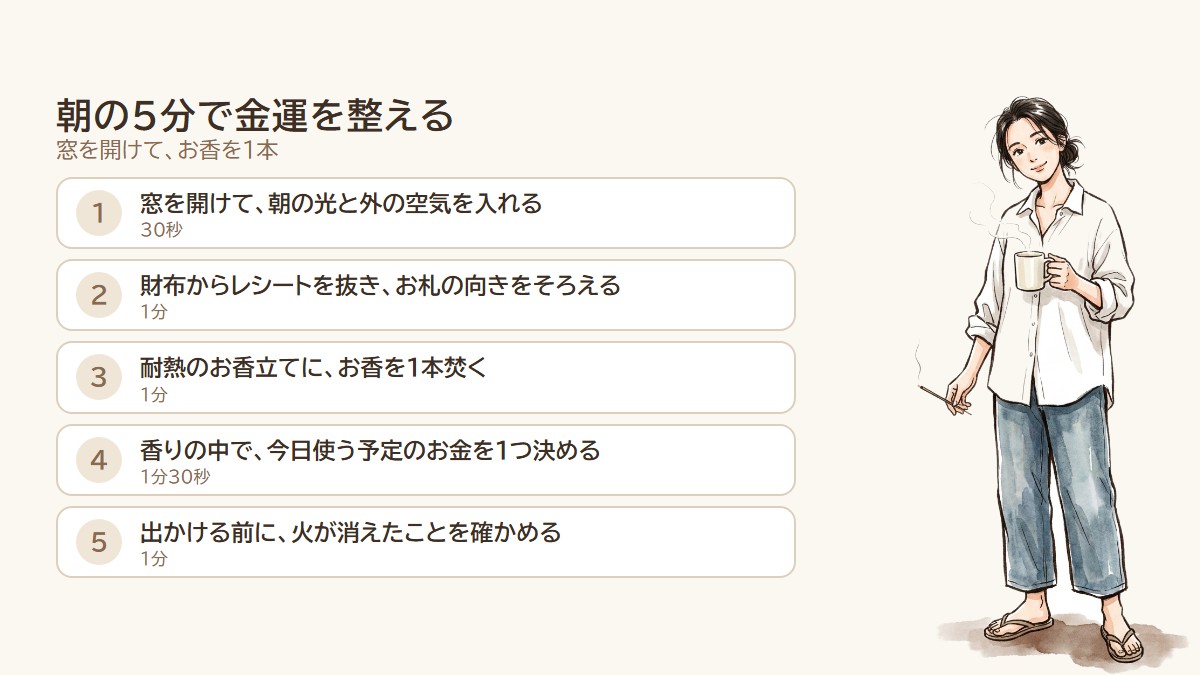 朝の5分で金運を整える
窓を開けて、お香を1本
1
窓を開けて、朝の光と外の空気を入れる
30秒
2
財布からレシートを抜き、お札の向きをそろえる
1分
3
耐熱のお香立てに、お香を1本焚く
1分
4
香りの中で、今日使う予定のお金を1つ決める
1分30秒
5
出かける前に、火が消えたことを確かめる
1分